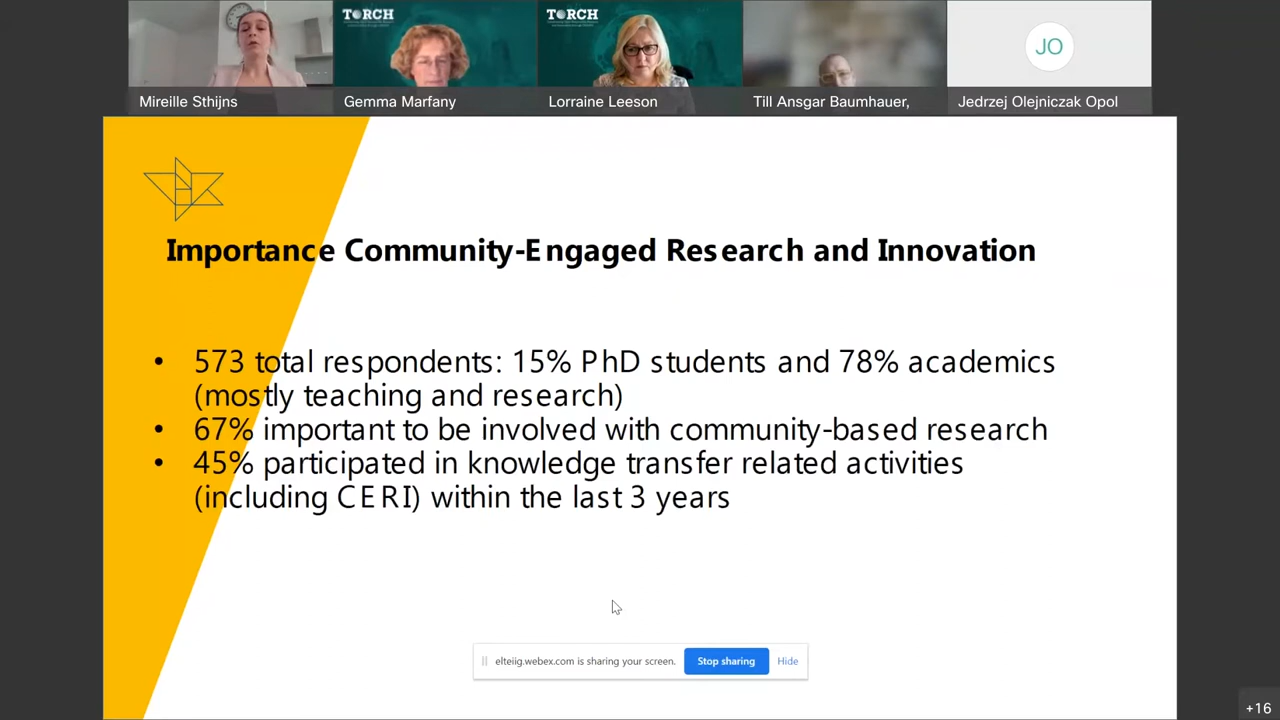 TORCH
TORCH
JO
Mireille Sthijns
Gemma Marfany
Lorraine Leeson
Till Ansgar Baumhauer,
Jedrzej Olejniczak Opol
Importance Community-Engaged Research and Innovation
• 573 total respondents: 15% PhD students and 78% academics
(mostly teaching and research)
• 67% important to be involved with community-based research
• 45% participated in knowledge transfer related activities
(including CERI) within the last 3 years
elteiig.webex.com is sharing your screen. Stop sharing Hide
+16